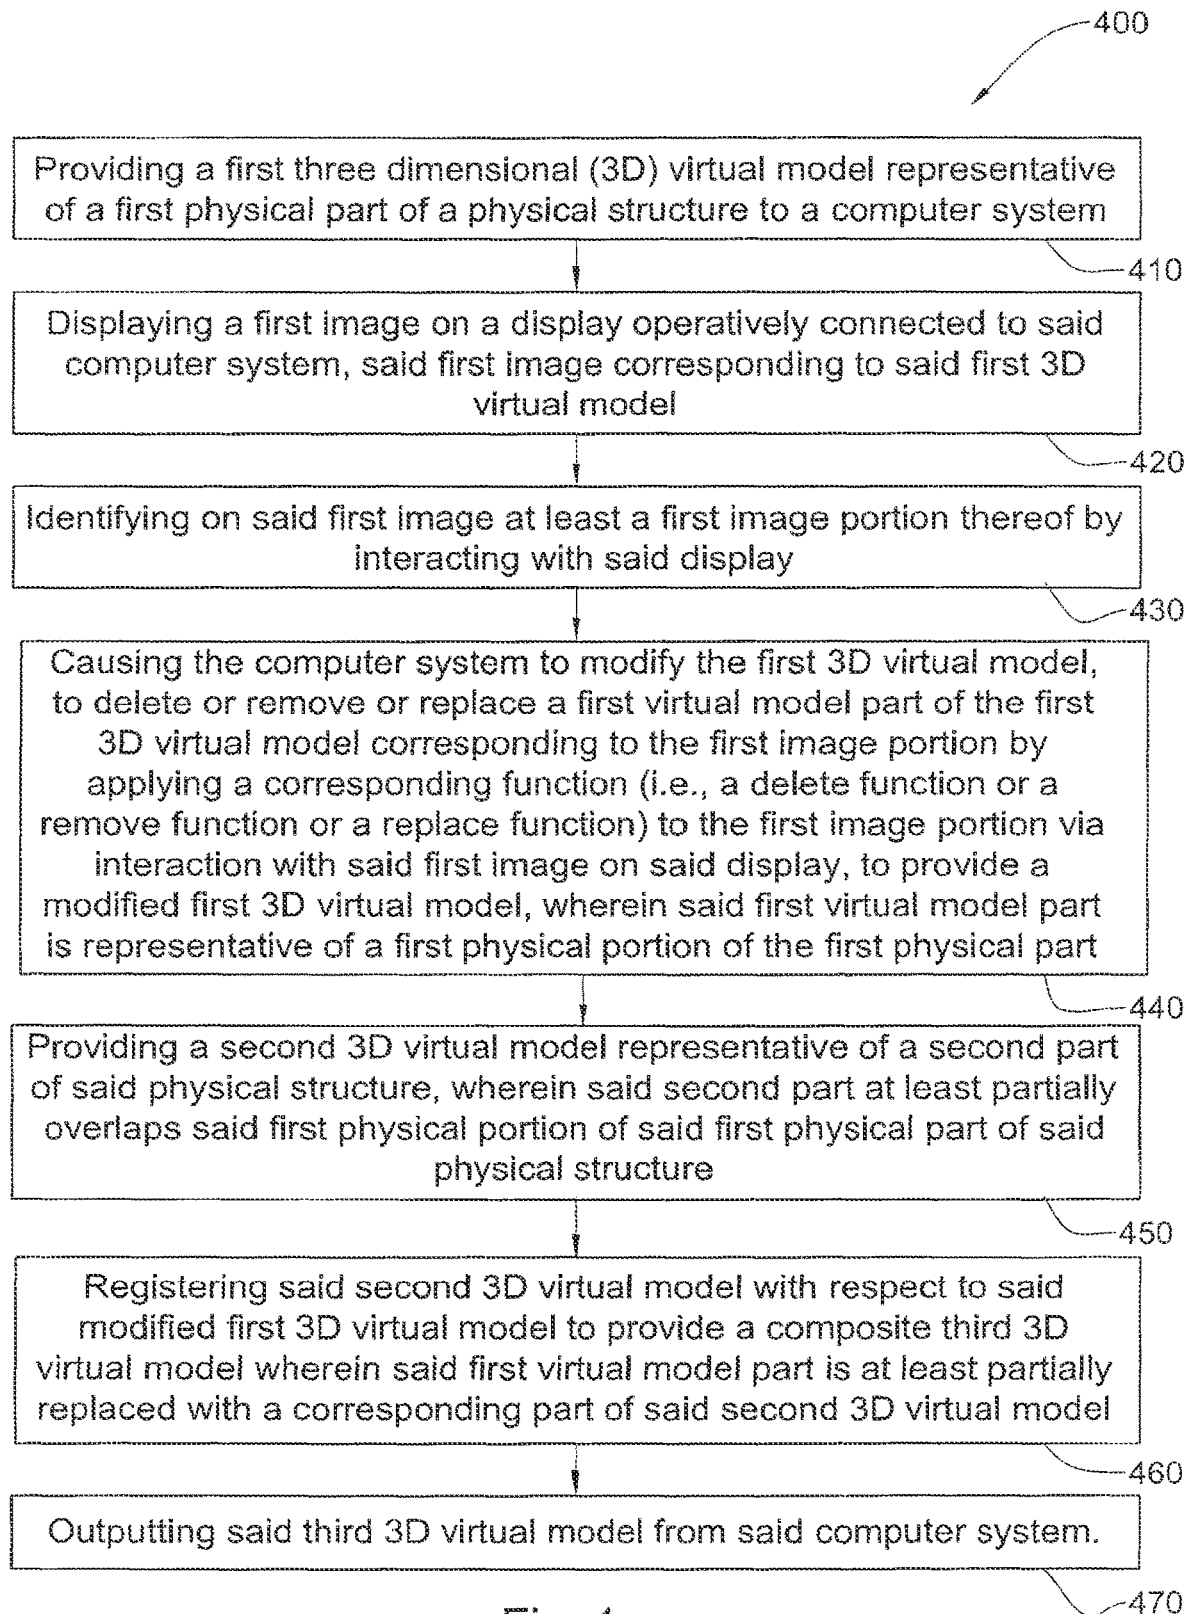 400
Providing a first three dimensional (3D) virtual model representative
of a first physical part of a physical structure to a computer system
410
Displaying a first image on a display operatively connected to said
computer system, said first image corresponding to said first 3D
virtual model
420
Identifying on said first image at least a first image portion thereof by
interacting with said display
430
Causing the computer system to modify the first 3D virtual model,
to delete or remove or replace a first virtual model part of the first
3D virtual model corresponding to the first image portion by
applying a corresponding function (i.e., a delete function or a
remove function or a replace function) to the first image portion via
interaction with said first image on said display, to provide a
modified first 3D virtual model, wherein said first virtual model part
is representative of a first physical portion of the first physical part
440
Providing a second 3D virtual model representative of a second part
of said physical structure, wherein said second part at least partially
overlaps said first physical portion of said first physical part of said
physical structure
450
Registering said second 3D virtual model with respect to said
modified first 3D virtual model to provide a composite third 3D
virtual model wherein said first virtual model part is at least partially
replaced with a corresponding part of said second 3D virtual model
460
Outputting said third 3D virtual model from said computer system.
470